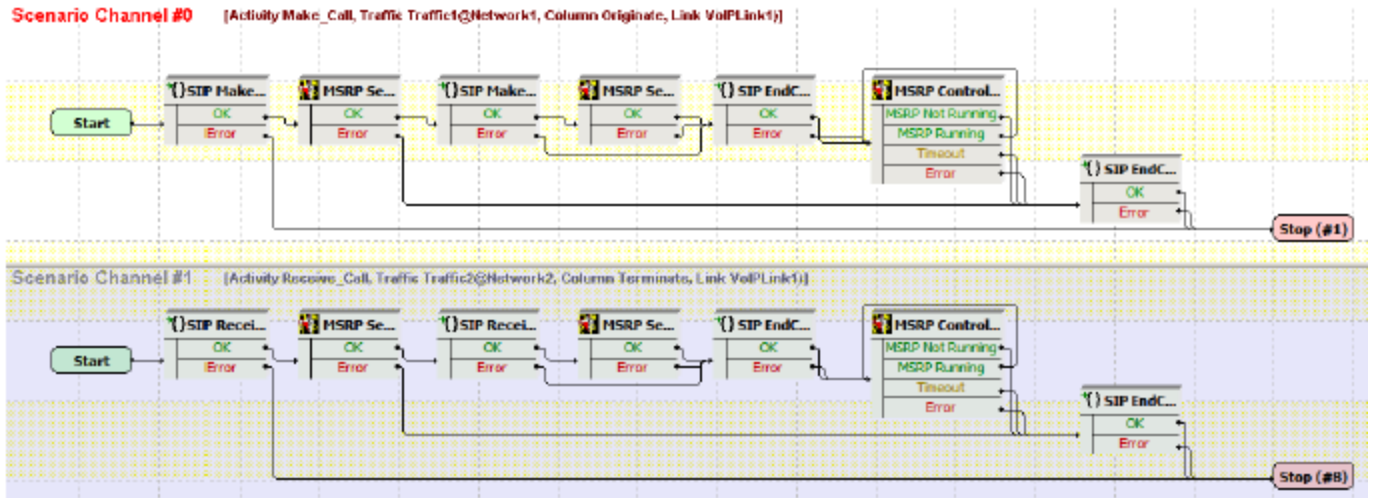 Scenario Channel #0 [Activity Make_Call, Traffic Traffic1@Network1, Column Originate, Link VoIPLink1)]
SIP Make... MSRP Se... SIP Make... MSRP Se... SIP EndC... MSRP Control...
Start OK OK OK OK OK MSRP Not Running
Error Error Error Error Error MSRP Running
Timeout
Error
SIP EndC...
OK
Error
Stop (#1)
Scenario Channel #1 [Activity Receive_Call, Traffic Traffic2@Network2, Column Terminate, Link VoIPLink1)]
SIP Recei... MSRP Se... SIP Recei... MSRP Se... SIP EndC... MSRP Control...
Start OK OK OK OK OK MSRP Not Running
Error Error Error Error Error MSRP Running
Timeout
Error
SIP EndC...
OK
Error
Stop (#8)